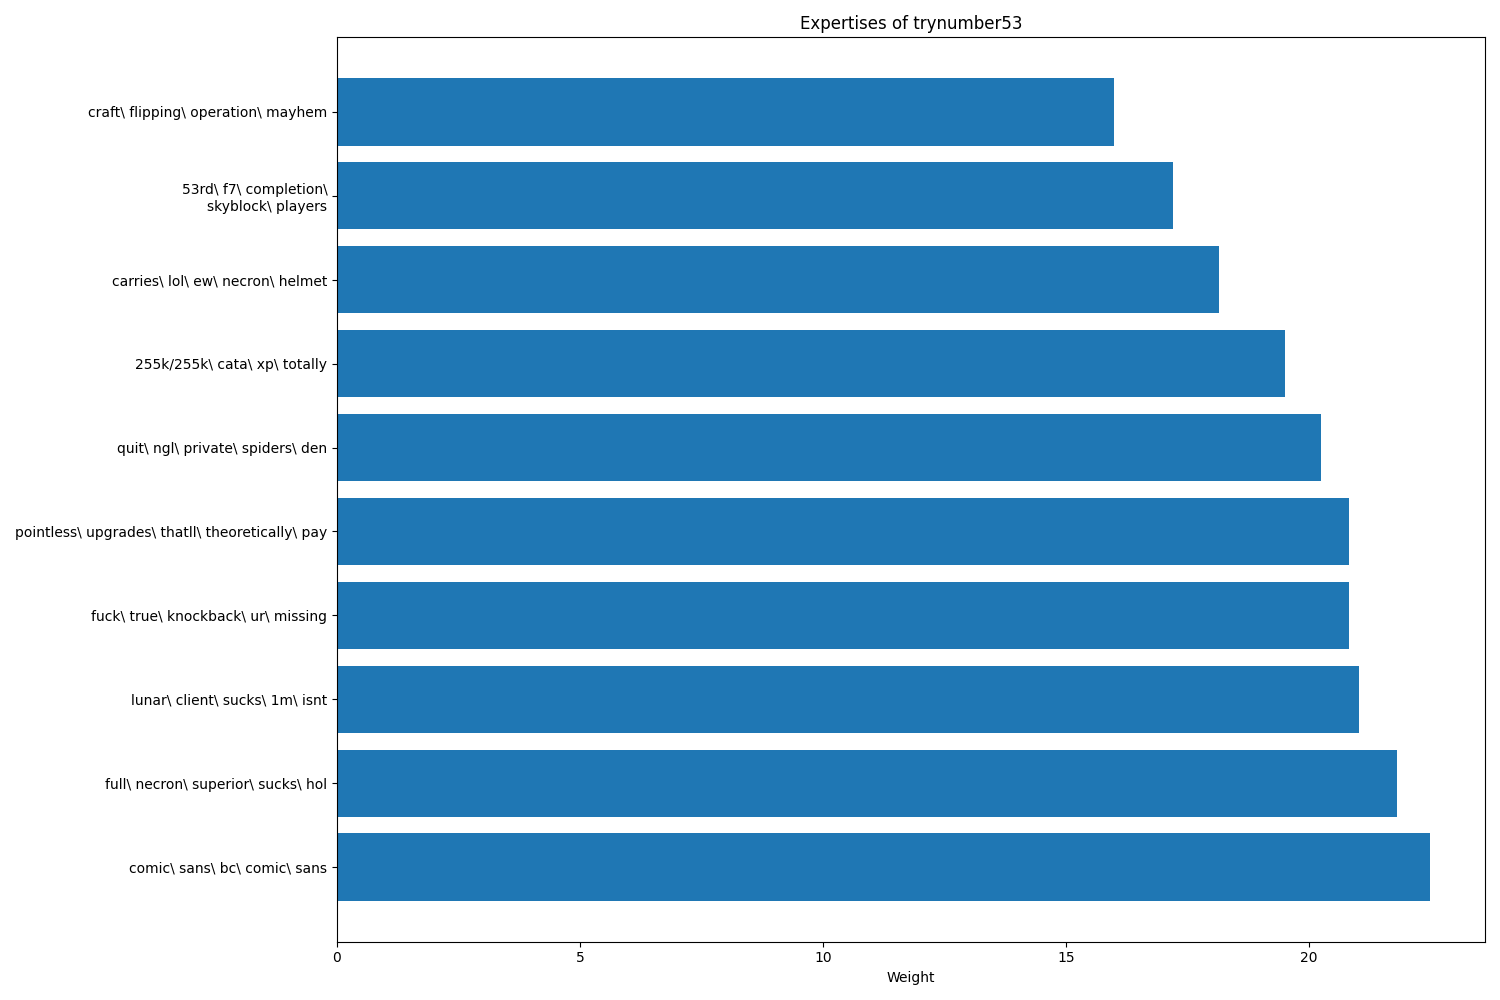 Expertises of trynumber53
craft\ flipping\ operation\ mayhem
53rd\ f7\ completion\
skyblock\ players
carries\ lol\ ew\ necron\ helmet
255k/255k\ cata\ xp\ totally
quit\ ngl\ private\ spiders\ den
pointless\ upgrades\ thatll\ theoretically\ pay
fuck\ true\ knockback\ ur\ missing
lunar\ client\ sucks\ 1m\ isnt
full\ necron\ superior\ sucks\ hol
comic\ sans\ bc\ comic\ sans
0 5 10 15 20
Weight